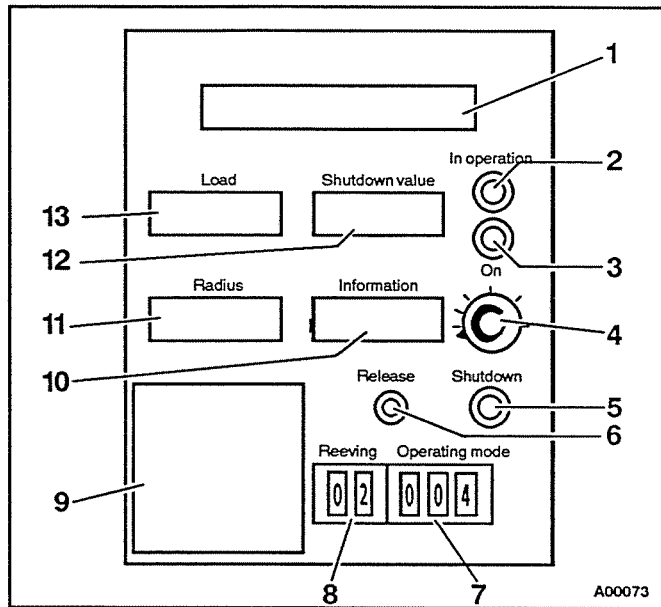 1
In operation
2
Load
Shutdown value
13
12
3
On
Radius
Information
11
4
10
Release
Shutdown
5
6
Reeving
Operating mode
9
0 2
0 0 4
8
7
A00073